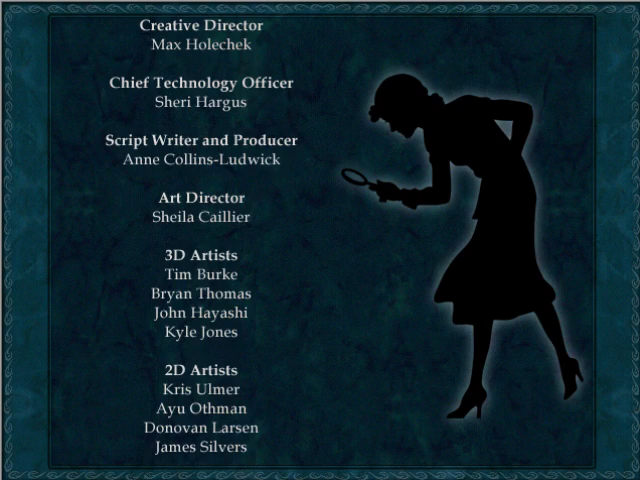 Creative Director
Max Holechek
Chief Technology Officer
Sheri Hargus
Script Writer and Producer
Anne Collins-Ludwick
Art Director
Sheila Caillier
3D Artists
Tim Burke
Bryan Thomas
John Hayashi
Kyle Jones
2D Artists
Kris Ulmer
Ayu Othman
Donovan Larsen
James Silvers